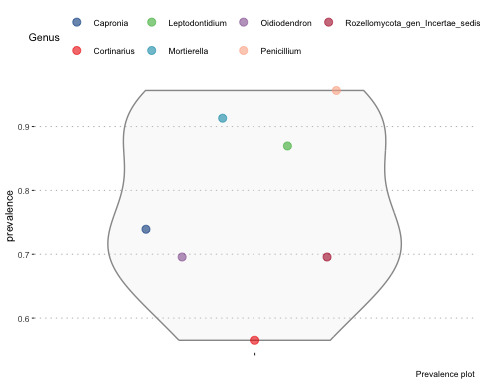 Genus
Capronia Leptodontidium Oidiodendron Rozellomycota_gen_Incertae_sedis
Cortinarius Mortierella Penicillium
prevalence
0.9
0.8
0.7
0.6
Prevalence plot